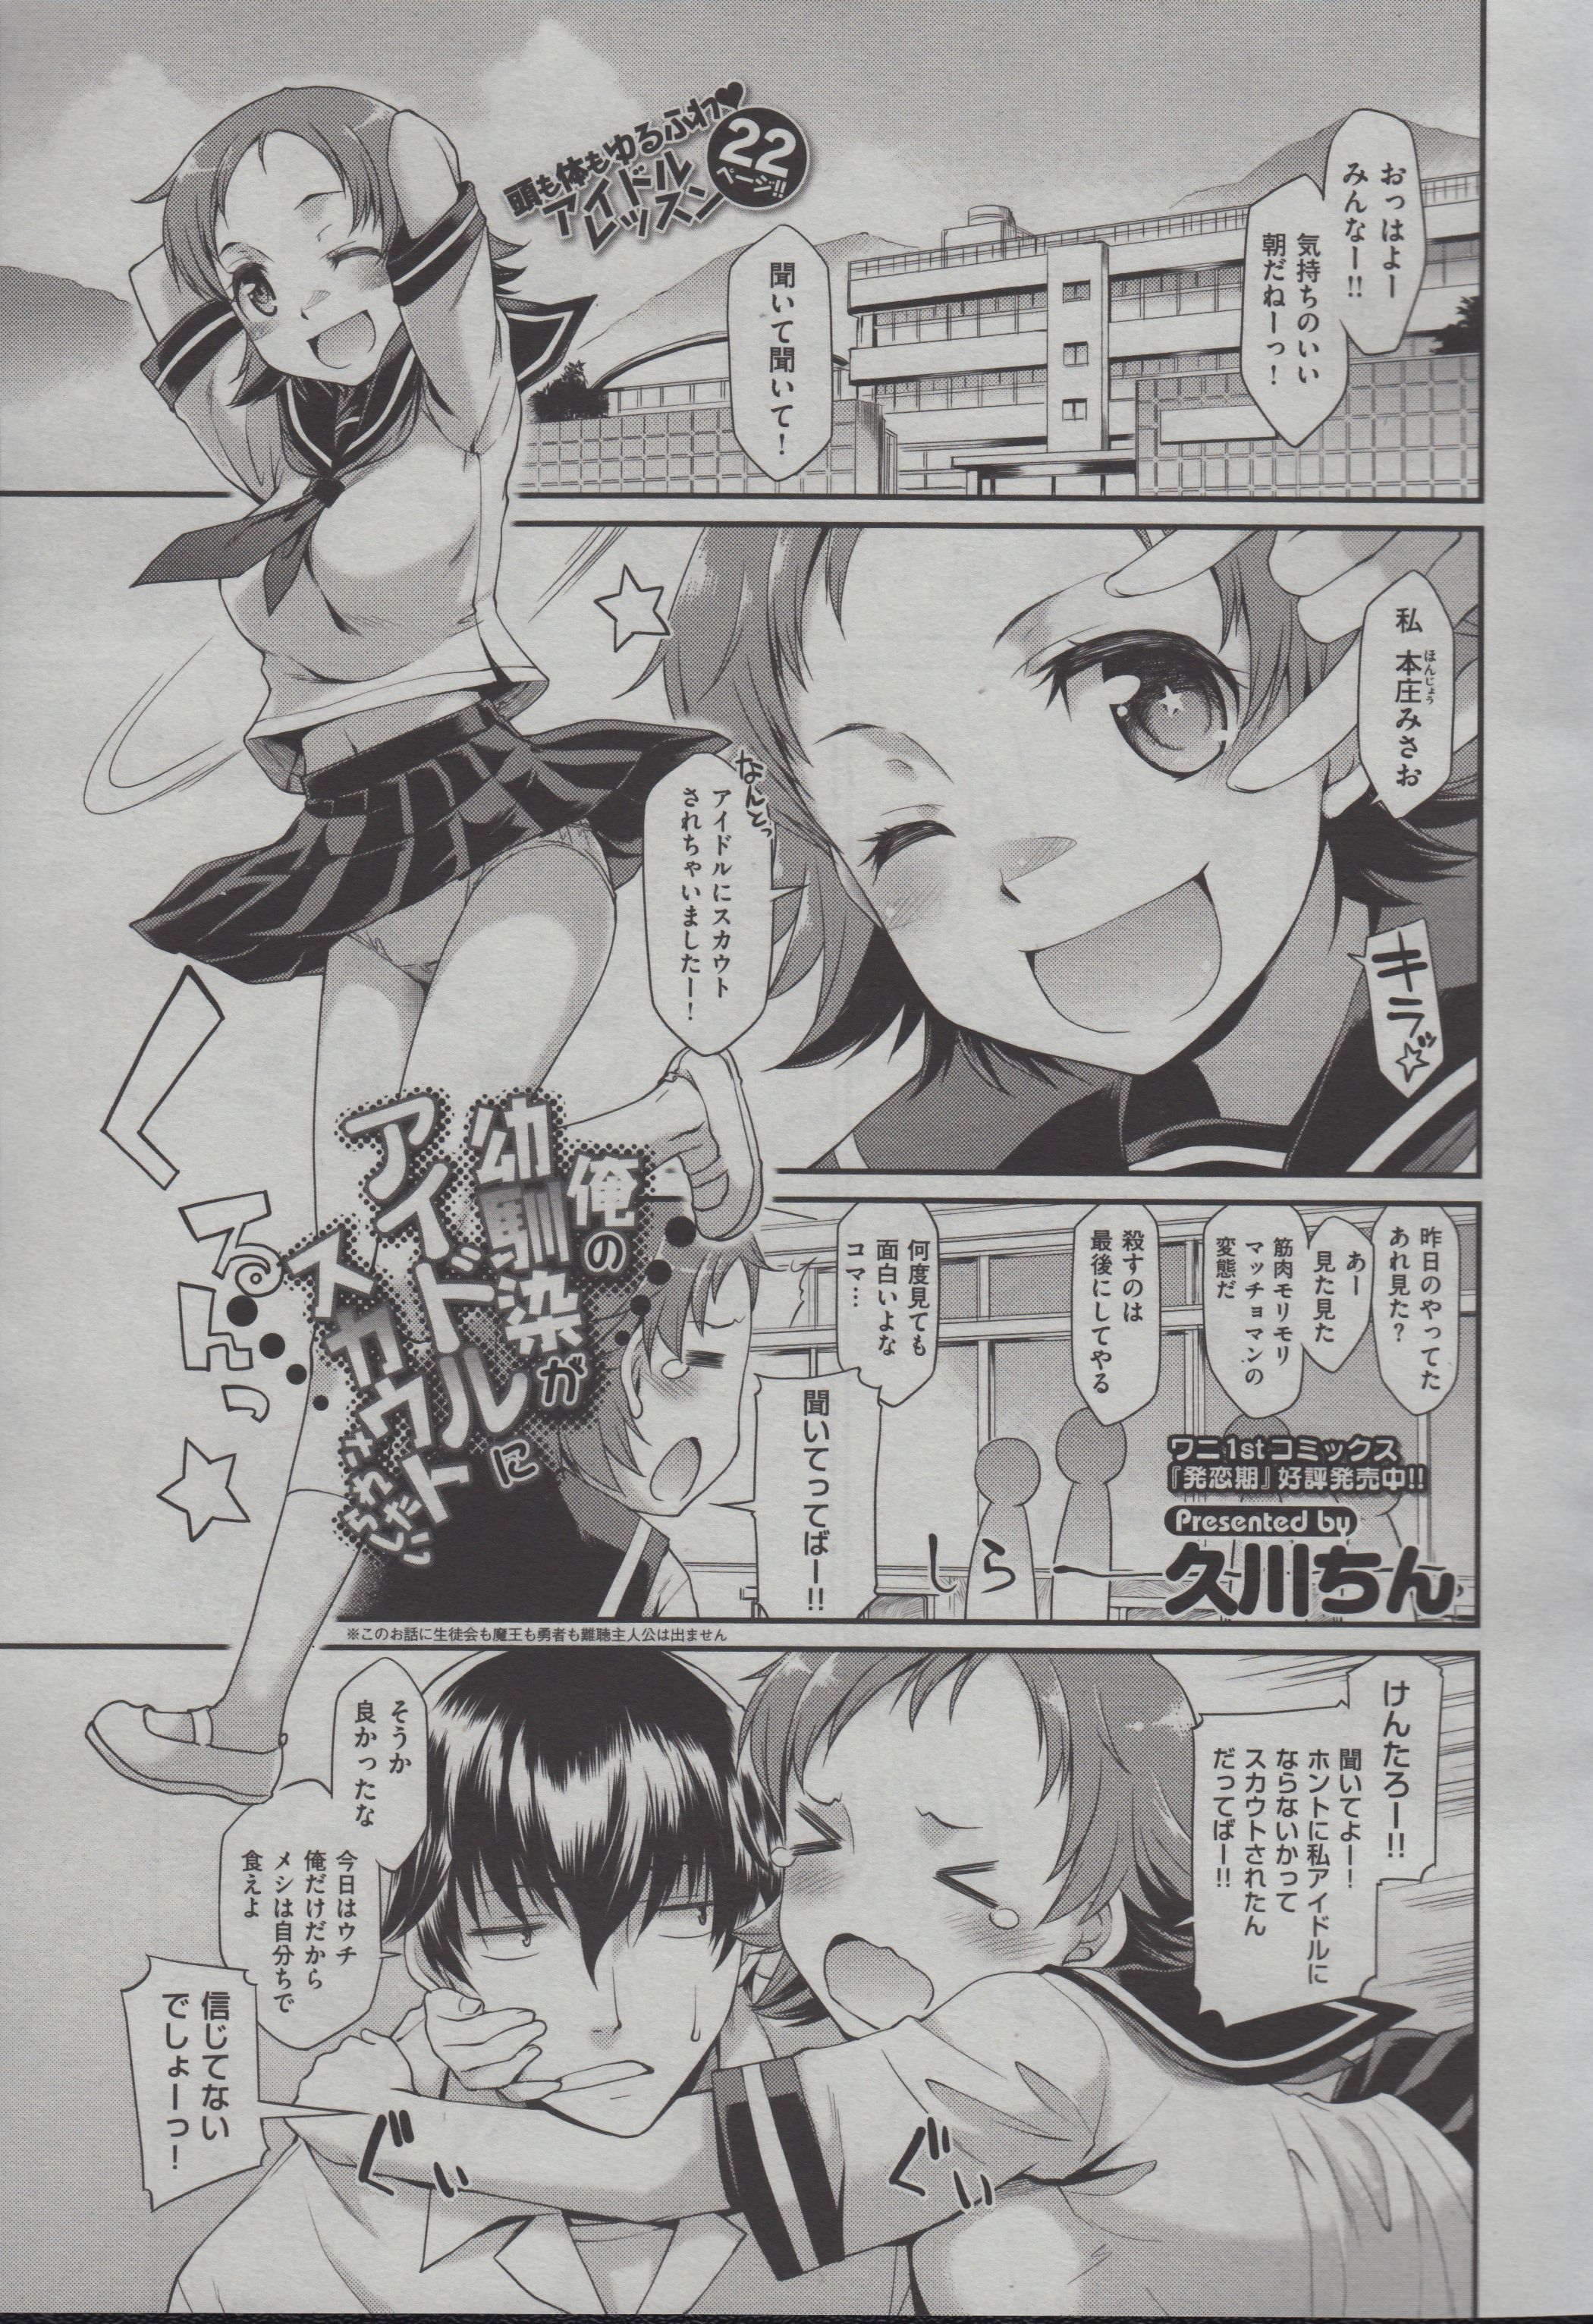 おっはよー
みんなー!!
気持ちのいい
朝だねーっ!
聞いて聞いて!
頭も体もゆるふわ♥
アイドル
レッスン
22
ページ!!
私 本庄みさお
ほんじょう
キラッ☆
なんとっ
アイドルにスカウト
されちゃいましたー!
昨日のやってた
あれ見た?
あー
見た見た
筋肉モリモリ
マッチョマンの
変態だ
殺すのは
最後にしてやる
何度見ても
面白いよな
コマ…
聞いてってばー!!
しらー
俺の
幼馴染が
アイドルに
スカウト
されたらしい
ワニ1stコミックス
『発恋期』好評発売中!!
Presented by
久川ちん
※このお話に生徒会も魔王も勇者も難聴主人公は出ません
けんたろー!!
聞いてよー!
ホントに私アイドルに
ならないかって
スカウトされたん
だってばー!!
そうか
良かったな
今日はウチ
俺だけだから
メシは自分ちで
食えよ
信じてない
でしょーっ!
ぐい
ぐい